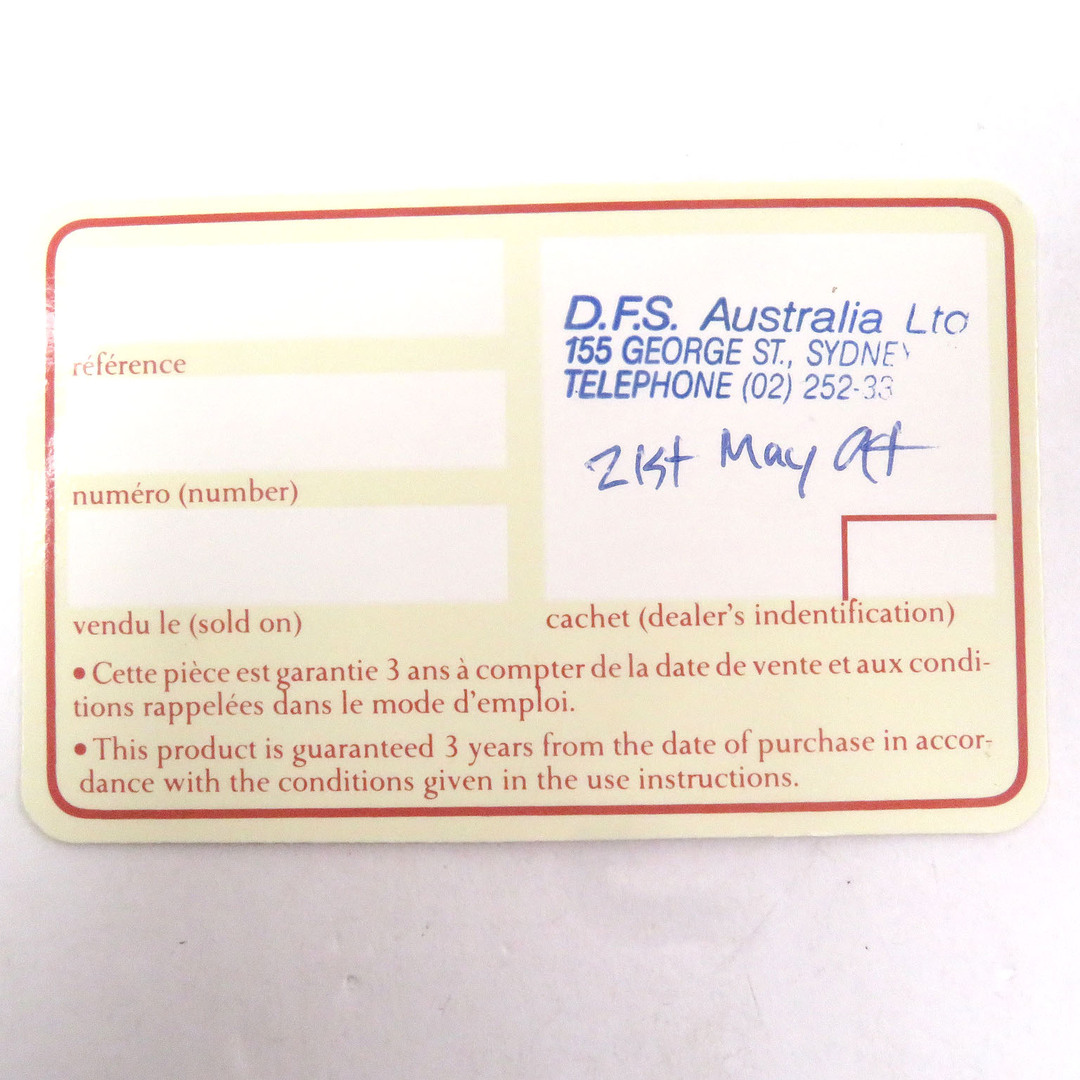 référence
numéro (number)
vendu le (sold on)
D.F.S. Australia Ltd
155 GEORGE ST., SYDNEY
TELEPHONE (02) 252-33
21st May
cachet (dealer's indentification)
• Cette pièce est garantie 3 ans à compter de la date de vente et aux condi-
tions rappelées dans le mode d'emploi.
• This product is guaranteed 3 years from the date of purchase in accor-
dance with the conditions given in the use instructions.